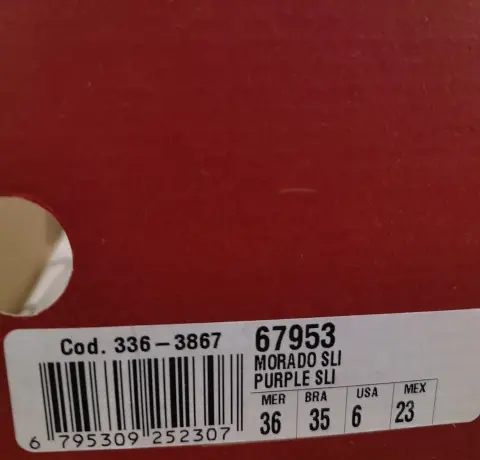 Cod. 336-3867
67953
MORADO SLI
PURPLE SLI
MER BRA USA MEX
36 35 6 23
6 795309 252307